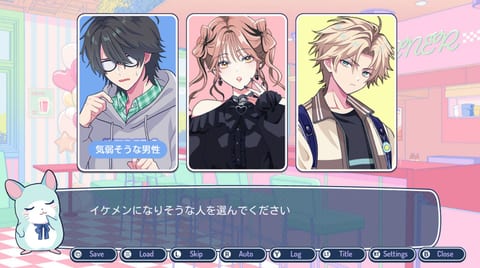 気弱そうな男性
イケメンになりそうな人を選んでください
Save
Load
L Skip
R Auto
Y Log
Title
Settings
B Close